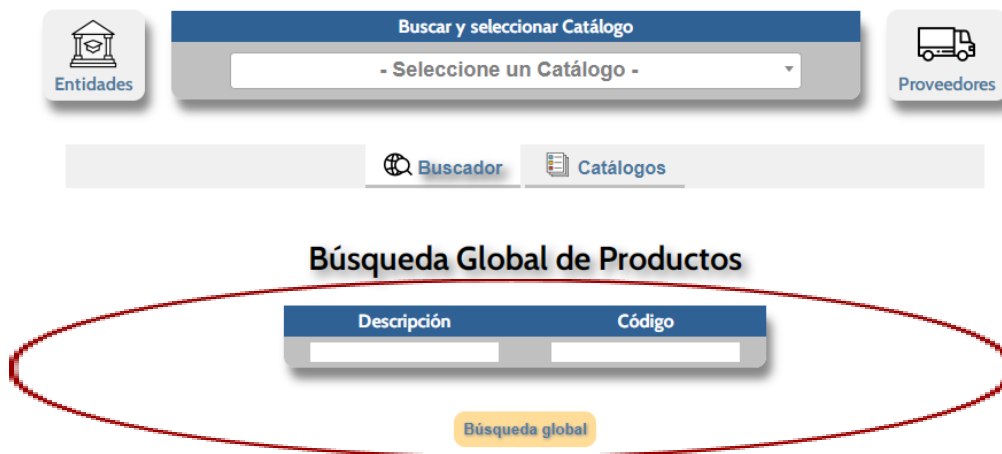 Buscar y seleccionar Catálogo
- Seleccione un Catálogo -
Entidades
Proveedores
Buscador
Catálogos
Búsqueda Global de Productos
Descripción
Código
Búsqueda global